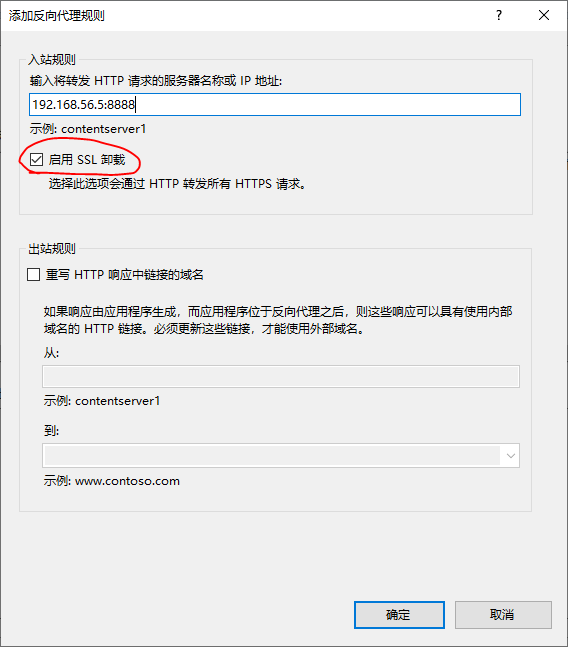 添加反向代理规则
?
入站规则
输入将转发 HTTP 请求的服务器名称或 IP 地址:
192.168.56.5:8888
示例: contentserver1
启用 SSL 卸载
选择此选项会通过 HTTP 转发所有 HTTPS 请求。
出站规则
重写 HTTP 响应中链接的域名
如果响应由应用程序生成，而应用程序位于反向代理之后，则这些响应可以具有使用内部
域名的 HTTP 链接。必须更新这些链接，才能使用外部域名。
从:
示例: contentserver1
到:
示例: www.contoso.com
确定
取消